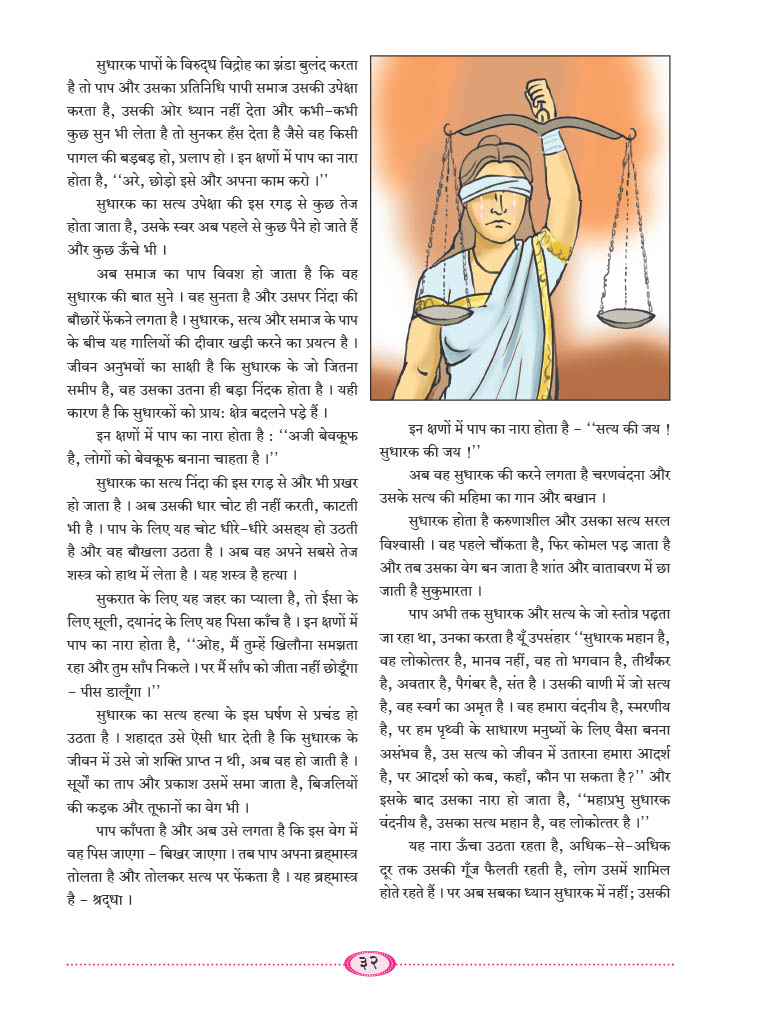 सुधारक पापों के विरुद्ध विद्रोह का झंडा बुलंद करता
है तो पाप और उसका प्रतिनिधि पापी समाज उसकी उपेक्षा
करता है, उसकी ओर ध्यान नहीं देता और कभी-कभी
कुछ सुन भी लेता है तो सुनकर हँस देता है जैसे वह किसी
पागल की बड़बड़ हो, प्रलाप हो । इन क्षणों में पाप का नारा
होता है, ‘‘अरे, छोड़ो इसे और अपना काम करो ।’’
सुधारक का सत्य उपेक्षा की इस रगड़ से कुछ तेज
होता जाता है, उसके स्वर अब पहले से कुछ पैने हो जाते हैं
और कुछ ऊँचे भी ।
अब समाज का पाप विवश हो जाता है कि वह
सुधारक की बात सुने । वह सुनता है और उसपर निंदा की
बौछारें फेंकने लगता है । सुधारक, सत्य और समाज के पाप
के बीच यह गालियों की दीवार खड़ी करने का प्रयत्न है ।
जीवन अनुभवों का साक्षी है कि सुधारक के जो जितना
समीप है, वह उसका उतना ही बड़ा निंदक होता है । यही
कारण है कि सुधारकों को प्राय: क्षेत्र बदलने पड़े हैं ।
इन क्षणों में पाप का नारा होता है : ‘‘अजी बेवकूफ
है, लोगों को बेवकूफ बनाना चाहता है ।’’
सुधारक का सत्य निंदा की इस रगड़ से और भी प्रखर
हो जाता है । अब उसकी धार चोट ही नहीं करती, काटती
भी है । पाप के लिए यह चोट धीरे-धीरे असह्य हो उठती
है और वह बौखला उठता है । अब वह अपने सबसे तेज
शस्त्र को हाथ में लेता है । यह शस्त्र है हत्या ।
सुकरात के लिए यह जहर का प्याला है, तो ईसा के
लिए सूली, दयानंद के लिए यह पिसा काँच है । इन क्षणों में
पाप का नारा होता है, ‘‘ओह, मैं तुम्हें खिलौना समझता
रहा और तुम साँप निकले । पर मैं साँप को जीता नहीं छोड़ूँगा
- पीस डालूँगा ।’’
सुधारक का सत्य हत्या के इस घर्षण से प्रचंड हो
उठता है । शहादत उसे ऐसी धार देती है कि सुधारक के
जीवन में उसे जो शक्ति प्राप्त न थी, अब वह हो जाती है ।
सूर्यों का ताप और प्रकाश उसमें समा जाता है, बिजलियों
की कड़क और तूफानों का वेग भी ।
पाप काँपता है और अब उसे लगता है कि इस वेग में
वह पिस जाएगा - बिखर जाएगा । तब पाप अपना ब्रह्मास्त्र
तोलता है और तोलकर सत्य पर फेंकता है । यह ब्रह्मास्त्र
है - श्रद्धा ।
इन क्षणों में पाप का नारा होता है - ‘‘सत्य की जय !
सुधारक की जय !’’
अब वह सुधारक की करने लगता है चरणवंदना और
उसके सत्य की महिमा का गान और बखान ।
सुधारक होता है करुणाशील और उसका सत्य सरल
विश्वासी । वह पहले चौंकता है, फिर कोमल पड़ जाता है
और तब उसका वेग बन जाता है शांत और वातावरण में छा
जाती है सुकुमारता ।
पाप अभी तक सुधारक और सत्य के जो स्तोत्र पढ़ता
जा रहा था, उनका करता है यूँ उपसंहार ‘‘सुधारक महान है,
वह लोकोत्तर है, मानव नहीं, वह तो भगवान है, तीर्थंकर
है, अवतार है, पैगंबर है, संत है । उसकी वाणी में जो सत्य
है, वह स्वर्ग का अमृत है । वह हमारा वंदनीय है, स्मरणीय
है, पर हम पृथ्वी के साधारण मनुष्यों के लिए वैसा बनना
असंभव है, उस सत्य को जीवन में उतारना हमारा आदर्श
है, पर आदर्श को कब, कहाँ, कौन पा सकता है?’’ और
इसके बाद उसका नारा हो जाता है, ‘‘महाप्रभु सुधारक
वंदनीय है, उसका सत्य महान है, वह लोकोत्तर है ।’’
यह नारा ऊँचा उठता रहता है, अधिक-से-अधिक
दूर तक उसकी गूँज फैलती रहती है, लोग उसमें शामिल
होते रहते हैं । पर अब सबका ध्यान सुधारक में नहीं; उसकी
३२